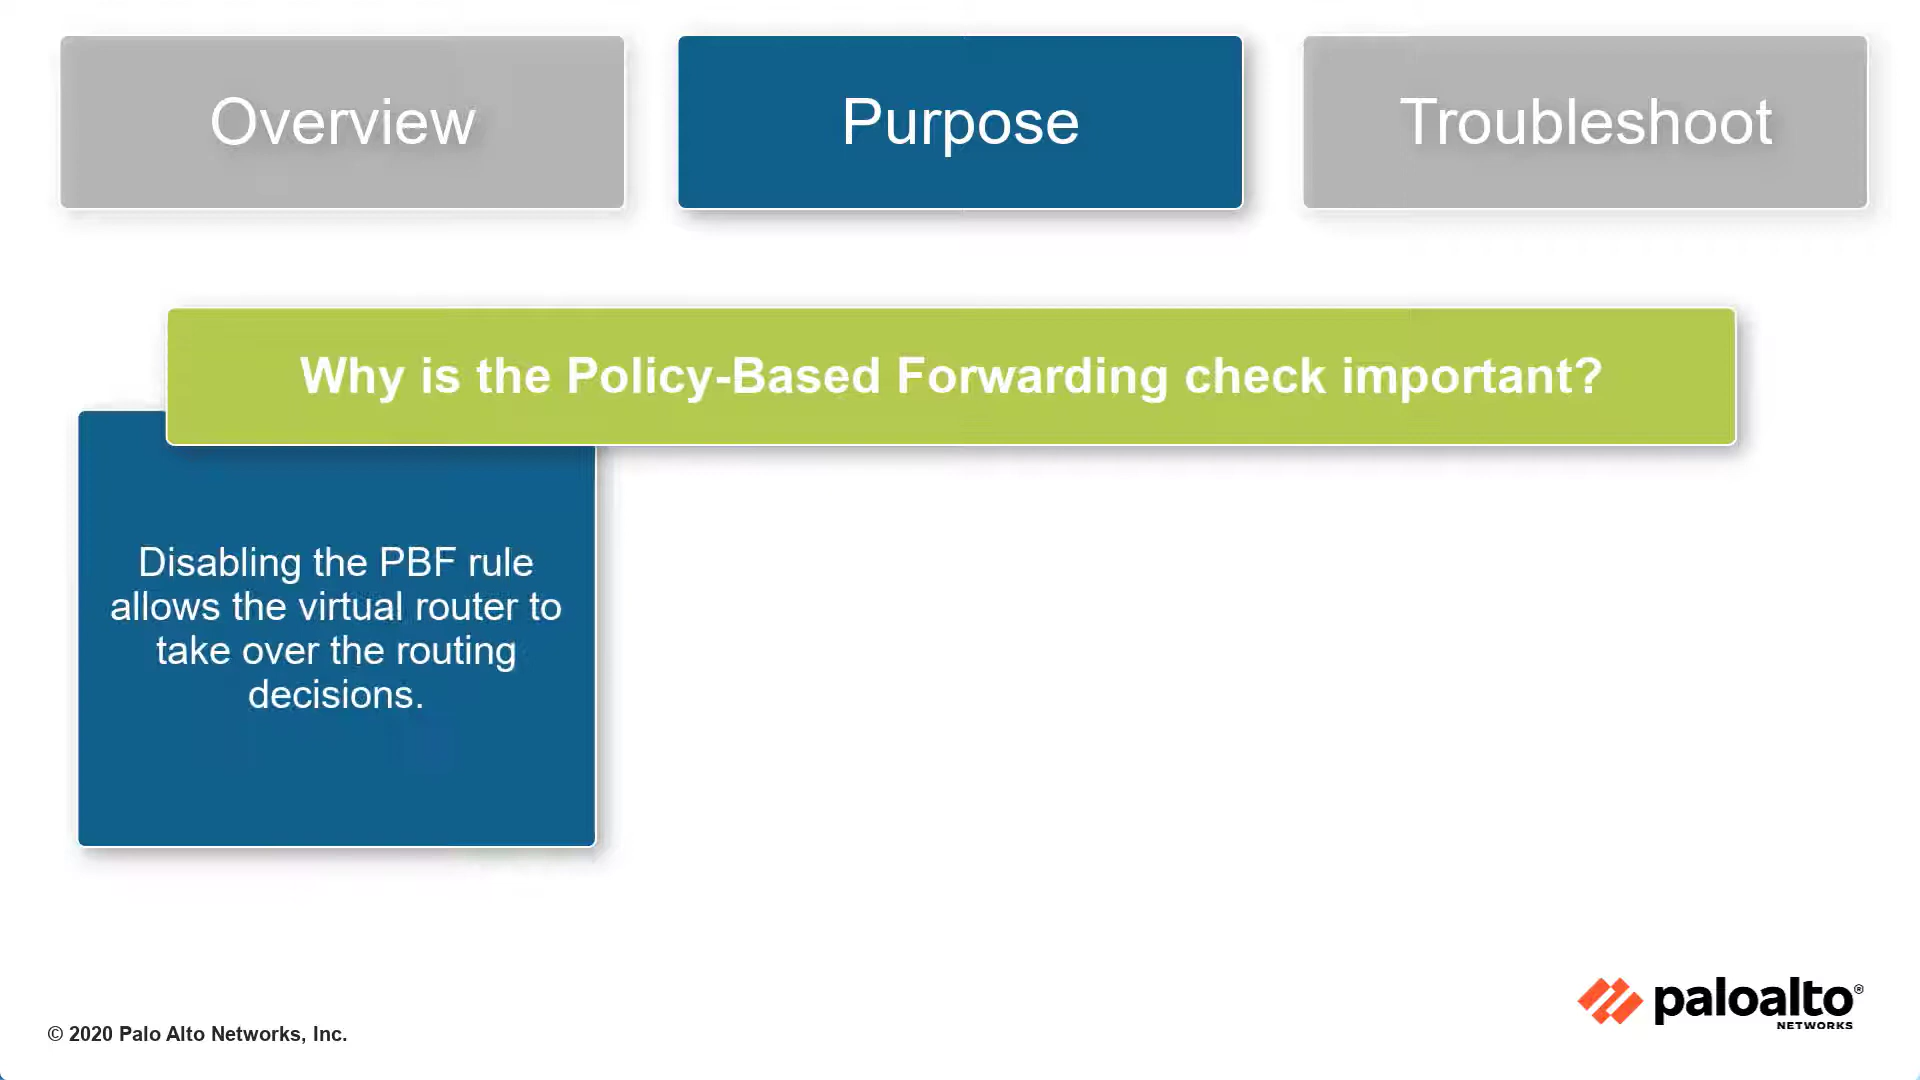 Overview
Purpose
Troubleshoot
Why is the Policy-Based Forwarding check important?
Disabling the PBF rule
allows the virtual router to
take over the routing
decisions.
paloalto®
NETWORKS
© 2020 Palo Alto Networks, Inc.